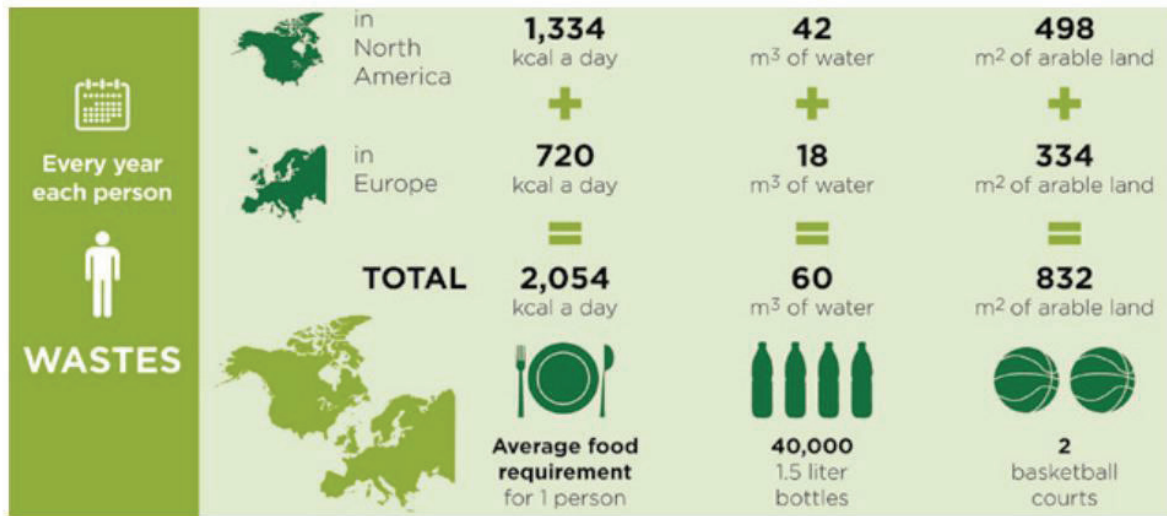 Every year
each person
WASTES
in
North
America
1,334
kcal a day
42
m³ of water
498
m² of arable land
+
+
+
in
Europe
720
kcal a day
18
m³ of water
334
m² of arable land
=
=
=
TOTAL
2,054
kcal a day
60
m³ of water
832
m² of arable land
Average food
requirement
for 1 person
40,000
1.5 liter
bottles
2
basketball
courts